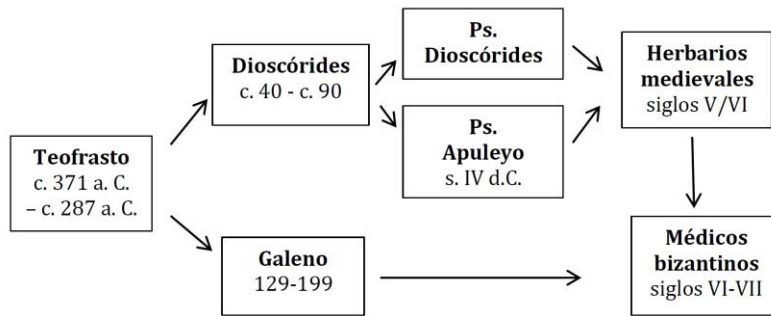 Teofrasto
c. 371 a. C.
– c. 287 a. C.
Dioscórides
c. 40 - c. 90
Galeno
129-199
Ps.
Dioscórides
Ps.
Apuleyo
s. IV d.C.
Herbarios
medievales
siglos V/VI
Médicos
bizantinos
siglos VI-VII